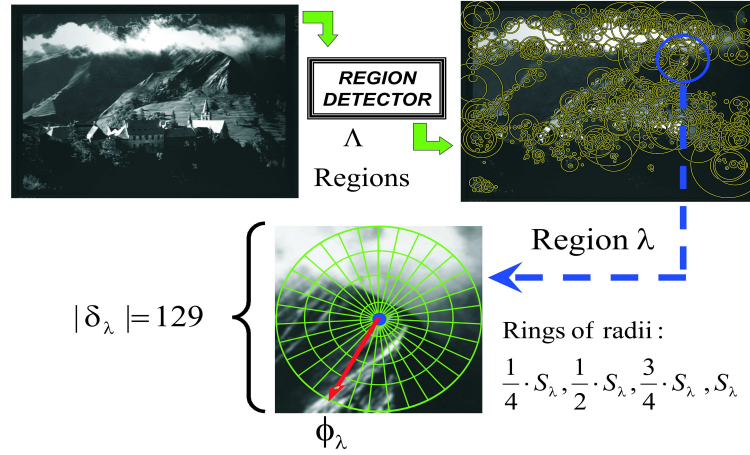 REGION
DETECTOR
Λ
Regions
Region λ
|δ_λ|=129
Rings of radii :
1/4 · S_λ , 1/2 · S_λ , 3/4 · S_λ , S_λ
ϕ_λ